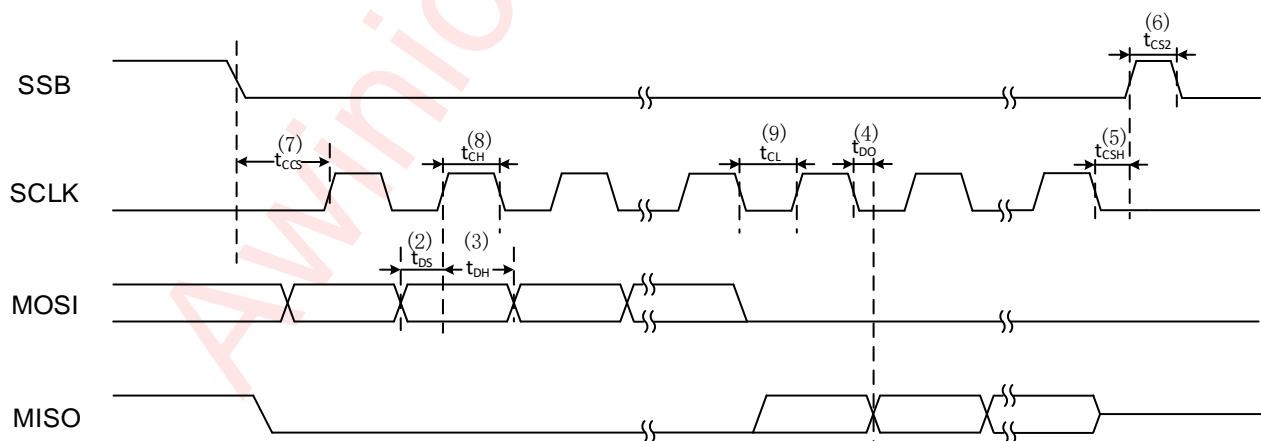 (6)
tCS2
SSB
(7)
tCCS
(8)
tCH
(9)
tCL
(4)
tDO
(5)
tCSH
SCLK
(2)
tDS
(3)
tDH
MOSI
MISO
Awinic